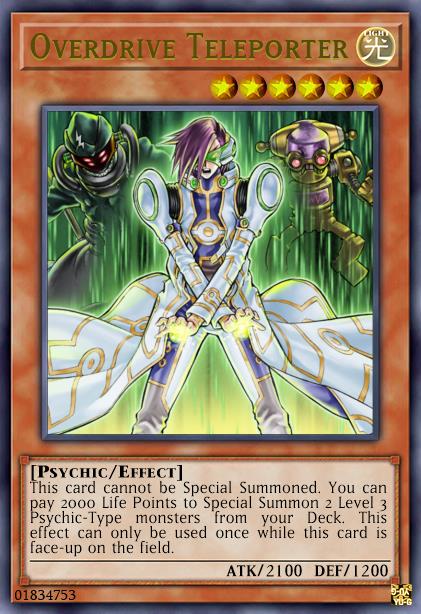 Overdrive Teleporter
LIGHT
光
[Psychic/Effect]
This card cannot be Special Summoned. You can
pay 2000 Life Points to Special Summon 2 Level 3
Psychic-Type monsters from your Deck. This
effect can only be used once while this card is
face-up on the field.
ATK/2100 DEF/1200
01834753